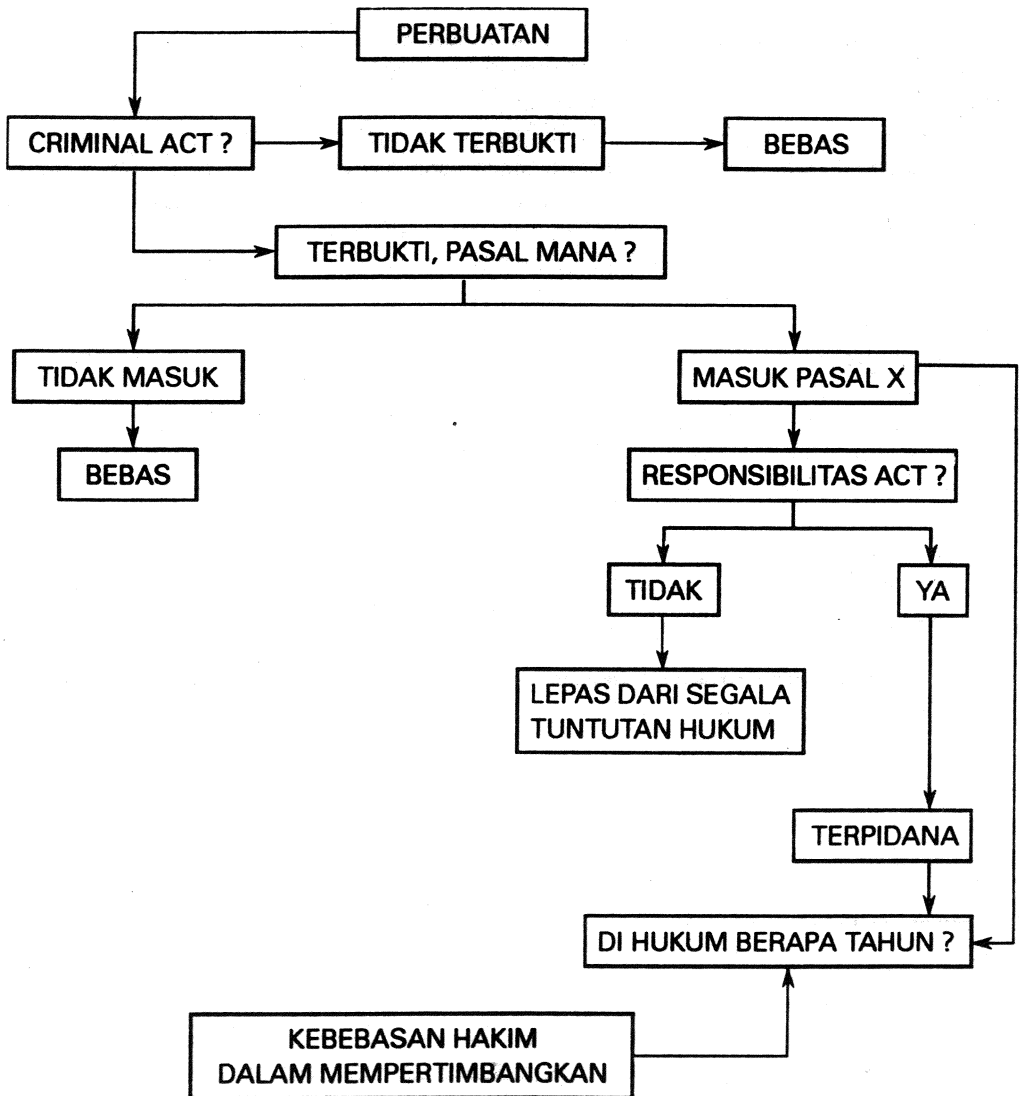 PERBUATAN
CRIMINAL ACT ?
TIDAK TERBUKTI
BEBAS
TERBUKTI, PASAL MANA ?
TIDAK MASUK
MASUK PASAL X
BEBAS
RESPONSIBILITAS ACT ?
TIDAK
YA
LEPAS DARI SEGALA
TUNTUTAN HUKUM
TERPIDANA
DI HUKUM BERAPA TAHUN ?
KEBEBASAN HAKIM
DALAM MEMPERTIMBANGKAN